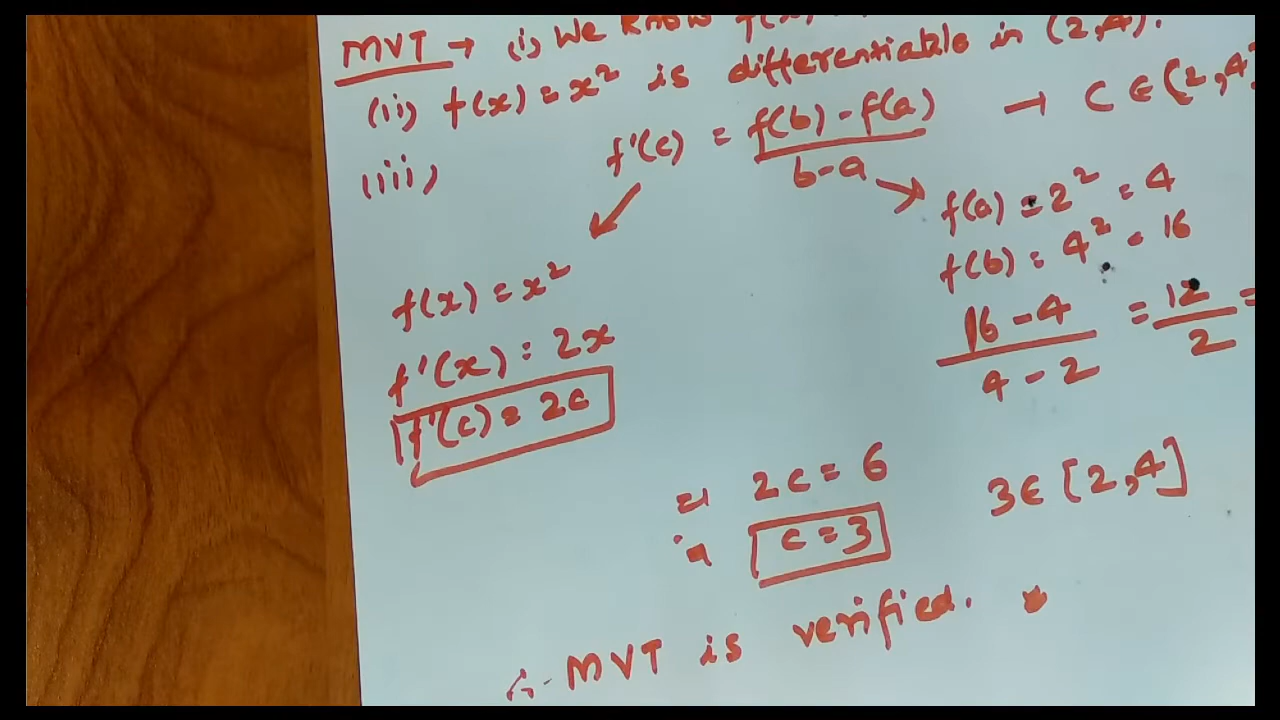 MVT → (i) We know f(x)
(ii) f(x) = x² is differentiable in (2,4).
(iii) f'(c) = f(b) - f(a) / b-a → C ∈ [2,4]
f(a) = 2² = 4
f(b) = 4² = 16
16 - 4 / 4 - 2 = 12 / 2 =
f(x) = x²
f'(x) = 2x
f'(c) = 2c
⇒ 2c = 6
c = 3
3 ∈ [2,4]
∴ MVT is verified.